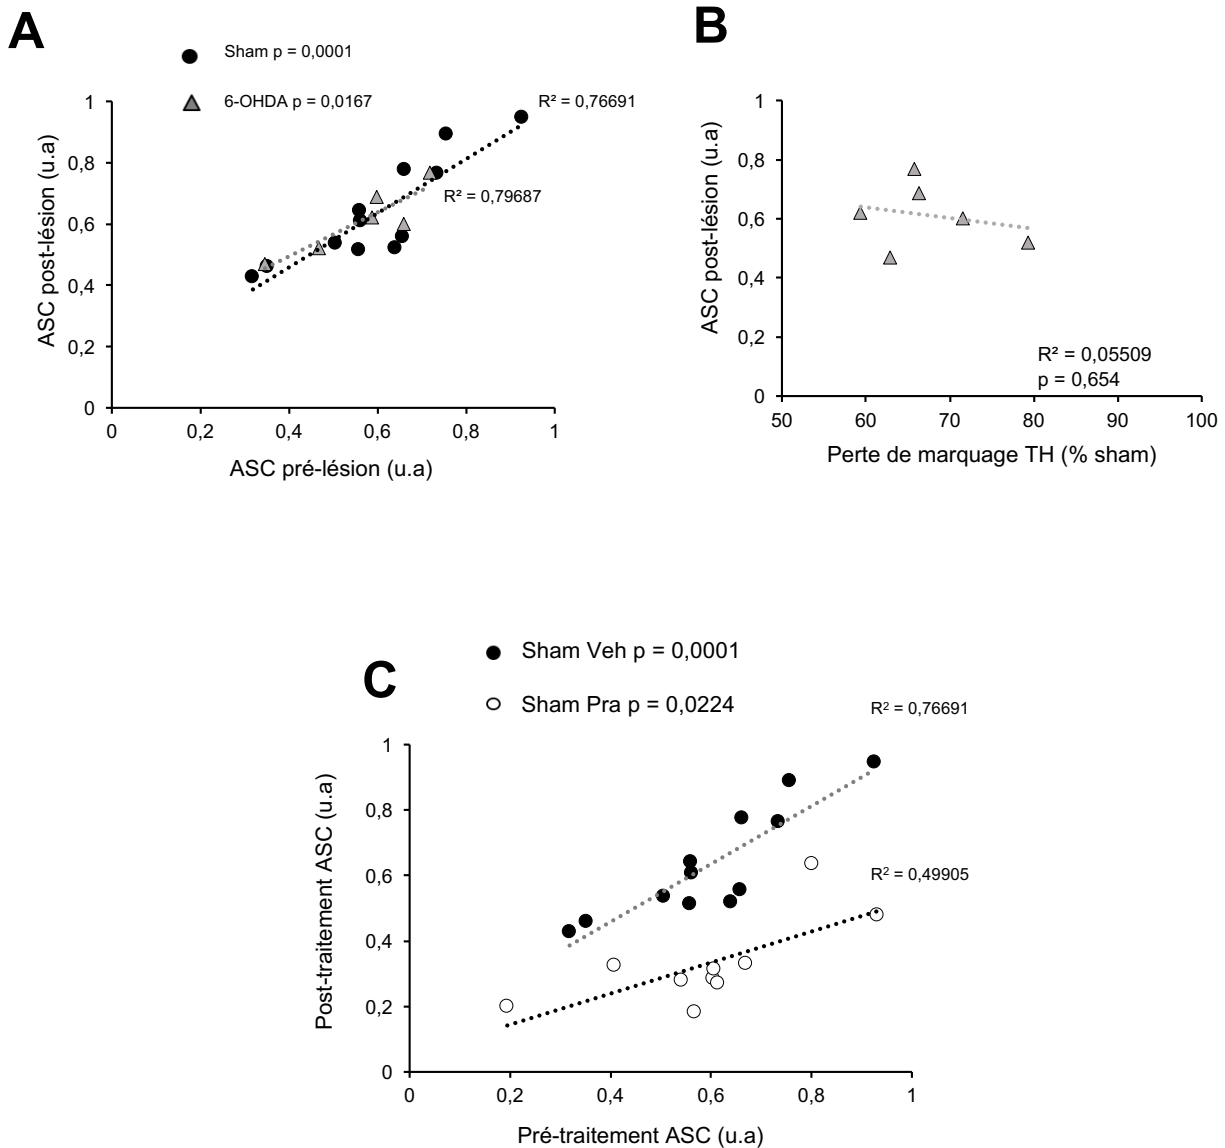 A
Sham p = 0,0001
6-OHDA p = 0,0167
R² = 0,76691
R² = 0,79687
1
0,8
0,6
0,4
0,2
0
0
0,2
0,4
0,6
0,8
1
ASC post-lésion (u.a)
ASC pré-lésion (u.a)
B
1
0,8
0,6
0,4
0,2
0
50
60
70
80
90
100
ASC post-lésion (u.a)
R² = 0,05509
p = 0,654
Perte de marquage TH (% sham)
C
Sham Veh p = 0,0001
Sham Pra p = 0,0224
R² = 0,76691
R² = 0,49905
1
0,8
0,6
0,4
0,2
0
0
0,2
0,4
0,6
0,8
1
Post-traitement ASC (u.a)
Pré-traitement ASC (u.a)